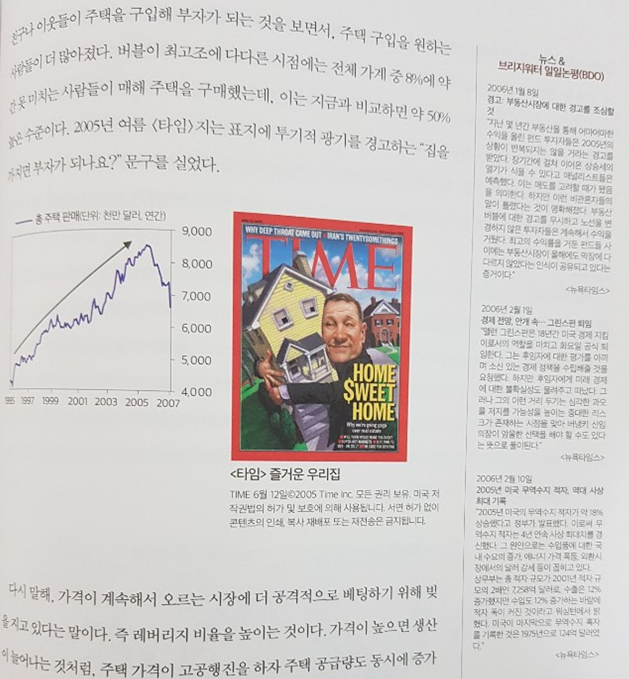 친구나 이웃들이 주택을 구입해 부자가 되는 것을 보면서, 주택 구입을 원하는
사람들이 더 많아졌다. 버블이 최고조에 다다른 시점에는 전체 가계 중 8%에 약
간 못 미치는 사람들이 매해 주택을 구매했는데, 이는 지금과 비교하면 약 50%
높은 수준이다. 2005년 여름 〈타임〉지는 표지에 투기적 광기를 경고하는 “집을
가지면 부자가 되나요?” 문구를 실었다.
총 주택 판매(단위: 천만 달러, 연간)
9,000
8,000
7,000
6,000
5,000
4,000
1995 1997 1999 2001 2003 2005 2007
WHY DEEP THROAT CAME OUT IRAN'S TWENTYSOMETHINGS
TIME
HOME
$WEET
HOME
Why we're going gaga
over real estate
<타임> 즐거운 우리집
TIME 6월 12일©2005 Time Inc. 모든 권리 보유. 미국 저
작권법의 허가 및 보호에 의해 사용됩니다. 서면 허가 없이
콘텐츠의 인쇄, 복사 재배포 또는 재전송은 금지됩니다.
다시 말해, 가격이 계속해서 오르는 시장에 더 공격적으로 베팅하기 위해 빚
을 지고 있다는 말이다. 즉 레버리지 비율을 높이는 것이다. 가격이 높으면 생산
이 늘어나는 것처럼, 주택 가격이 고공행진을 하자 주택 공급량도 동시에 증가
뉴스 &
브리지워터 일일논평(BDO)
2006년 1월 8일
경고: 부동산시장에 대한 경고를 조심할
것
“지난 몇 년간 부동산을 통해 어마어마한
수익을 올린 펀드 투자자들은 2005년의
상황이 반복되지는 않을 거라는 경고를
받았다. 장기간에 걸쳐 이어온 상승세의
열기가 식을 수 있다고 애널리스트들은
예측했다. 이는 매도를 고려할 때가 됐음
을 의미한다. 하지만 이런 비관론자들의
말이 틀렸다는 것이 명확해졌다. 부동산
버블에 대한 경고를 무시하고 노선을 변
경하지 않은 투자자들은 계속해서 수익을
거뒀다. 최고의 수익률을 거둔 펀드들 사
이에는 부동산시장이 올해에도 작장에 다
다르지 않았다는 인식이 공유되고 있다는
증거이다.”
<뉴욕타임스>
2006년 2월 1일
경제 전망, 안개 속… 그린스펀 퇴임
“앨런 그린스펀은 18년간 미국 경제 지킴
이로서의 역할을 마치고 화요일 공식 퇴
임한다. 그는 후임자에 대한 평가를 아끼
며 소신 있는 경제 정책을 수립해줄 것을
요청했다. 하지만 후임자에게 미래 경제
에 대한 불확실성도 물려주고 떠났다. 그
러나 그의 이런 거리 두기는 심각한 과오
를 저지를 가능성을 높이는 중대한 리스
크가 존재하는 시점을 맞아 버냉키 신임
의장이 암울한 선택을 해야 할 수도 있다
는 뜻으로 풀이된다.”
<뉴욕타임스>
2006년 2월 10일
2005년 미국 무역수지 적자, 역대 사상
최대 기록
“2005년 미국의 무역수지 적자가 약 18%
상승했다고 정부가 발표했다. 이로써 무
역수지 적자는 4년 연속 사상 최대치를 경
신했다. 그 원인으로는 수입품에 대한 국
내 수요의 증가, 에너지 가격 폭등, 외환시
장에서의 달러 강세 등이 꼽히고 있다.
상무부는 총 적자 규모가 2001년 적자 규
모의 2배인 7,258억 달러로, 수출은 12%
증가했지만 수입도 12% 증가하는 바람에
적자 폭이 커진 것이라고 워싱턴에서 밝
혔다. 미국이 마지막으로 무역수지 흑자
를 기록한 것은 1975년으로 124억 달러였
다.”
<뉴욕타임스>